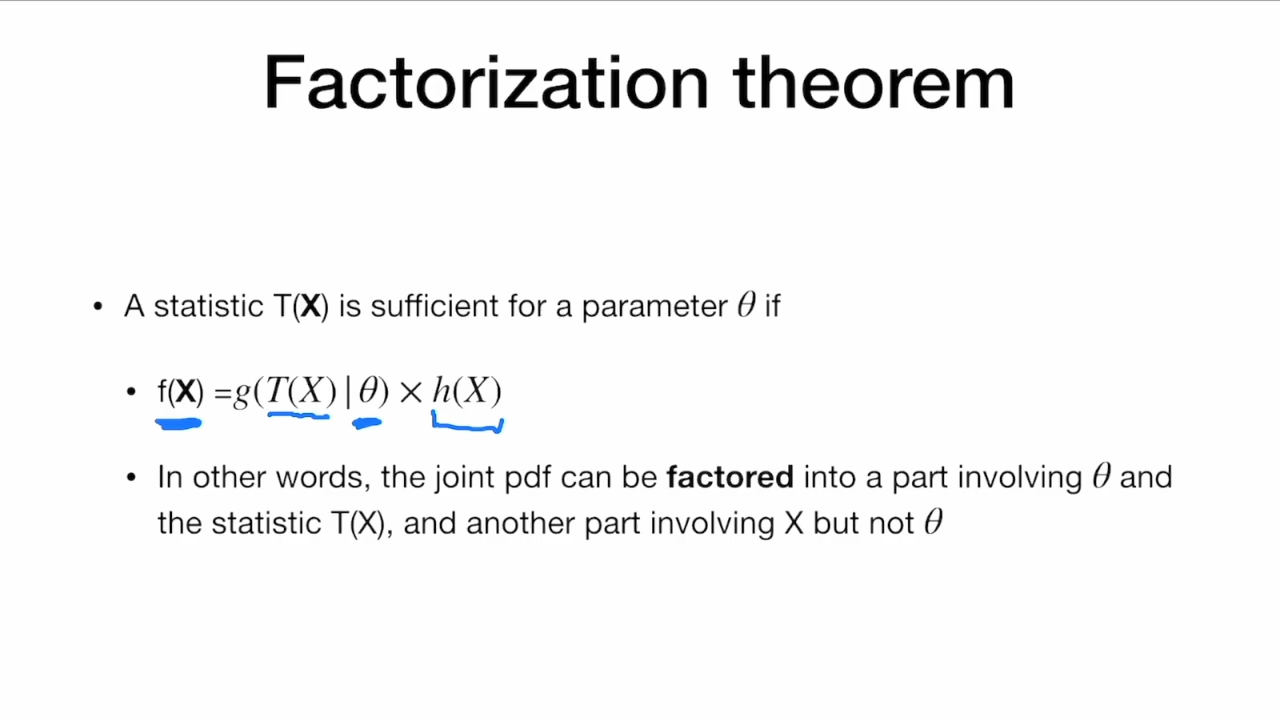 Factorization theorem
• A statistic T(X) is sufficient for a parameter θ if
• f(X) =g(T(X) | θ) × h(X)
• In other words, the joint pdf can be factored into a part involving θ and
the statistic T(X), and another part involving X but not θ